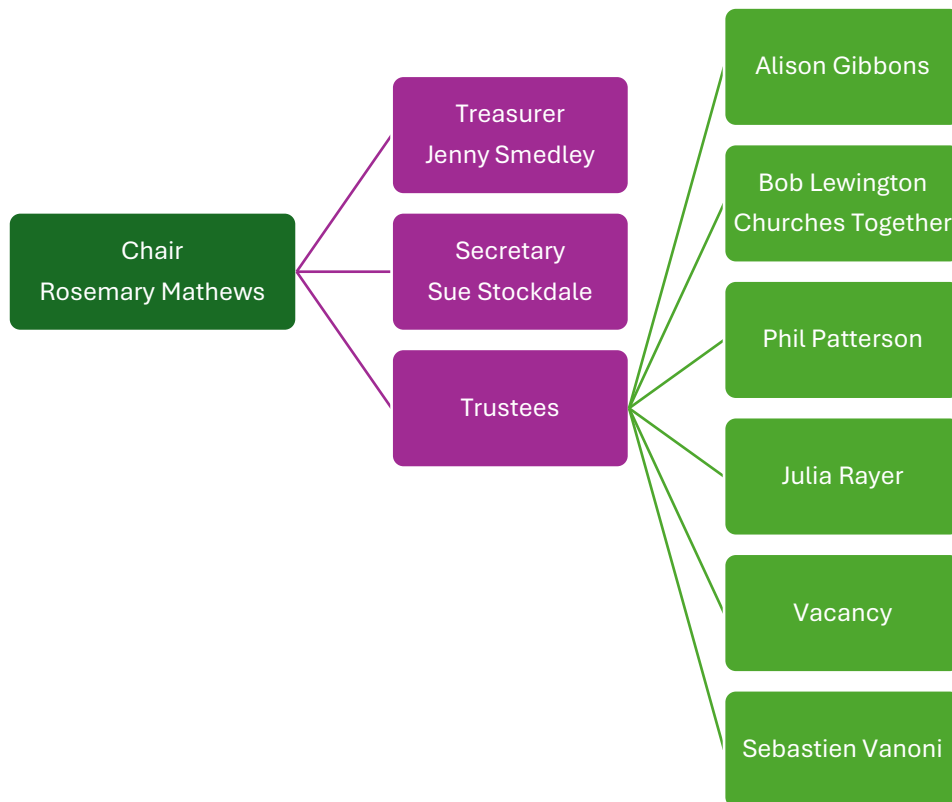 Chair
Rosemary Mathews
Treasurer
Jenny Smedley
Secretary
Sue Stockdale
Trustees
Alison Gibbons
Bob Lewington
Churches Together
Phil Patterson
Julia Rayer
Vacancy
Sebastien Vanoni